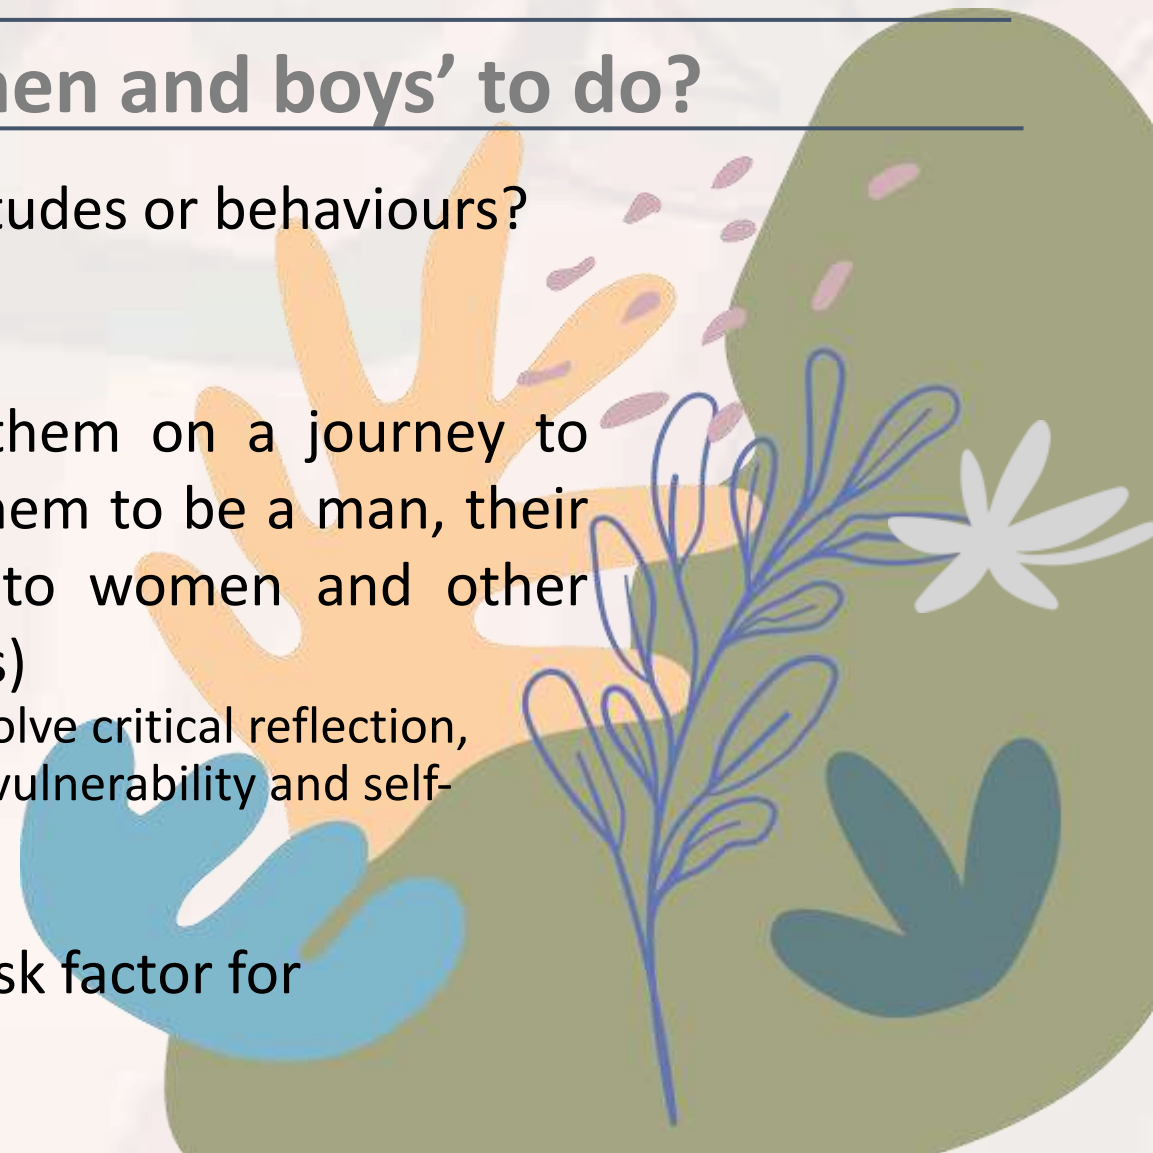 en and boys’ to do?
tudes or behaviours?
them on a journey to
em to be a man, their
to women and other
s)
olve critical reflection,
vulnerability and self-
sk factor for